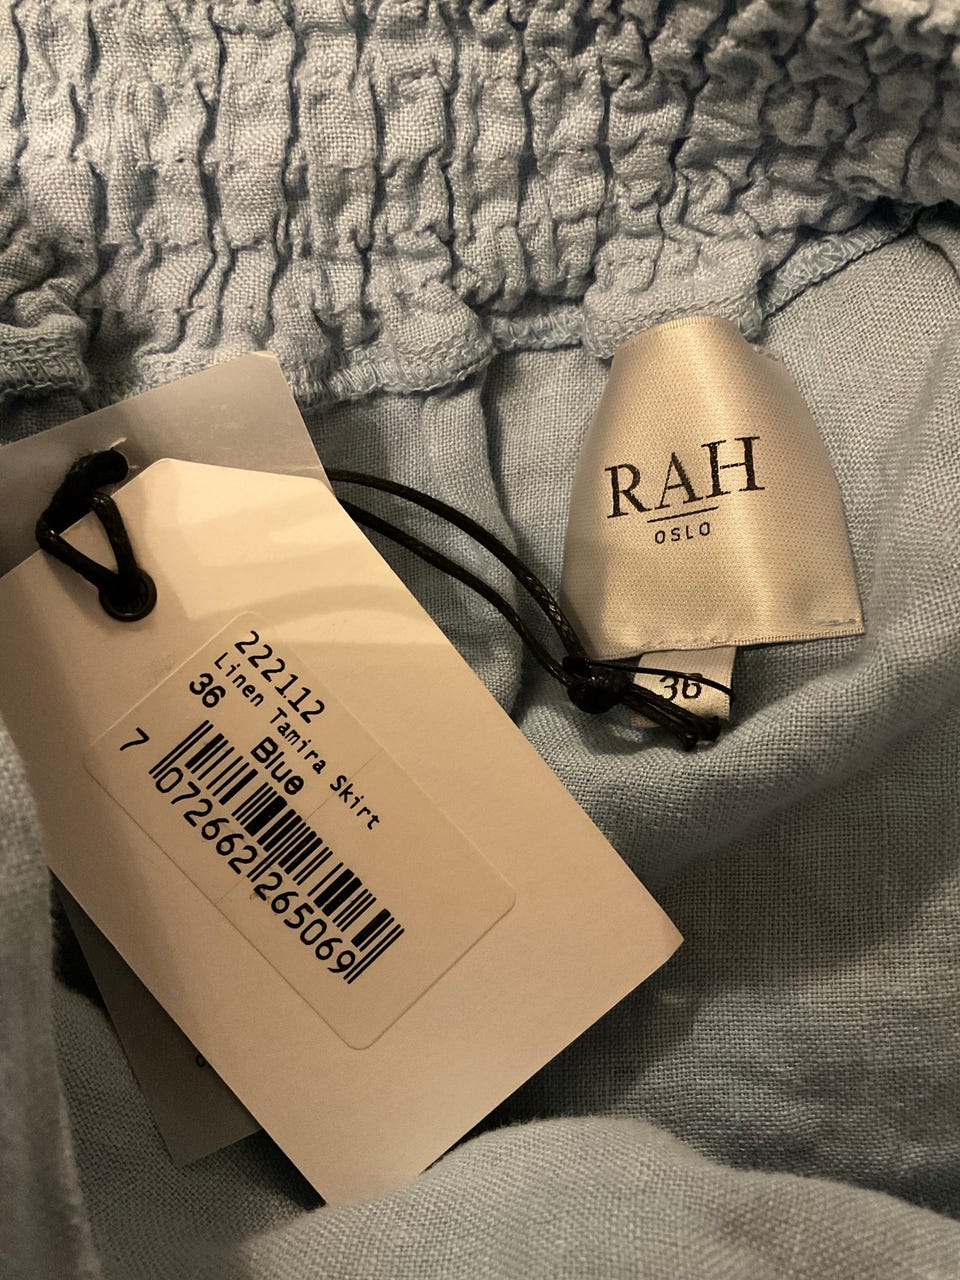 RAH
OSLO
36
222112
Linen Tamira Skirt
36 Blue
7 072662 265069